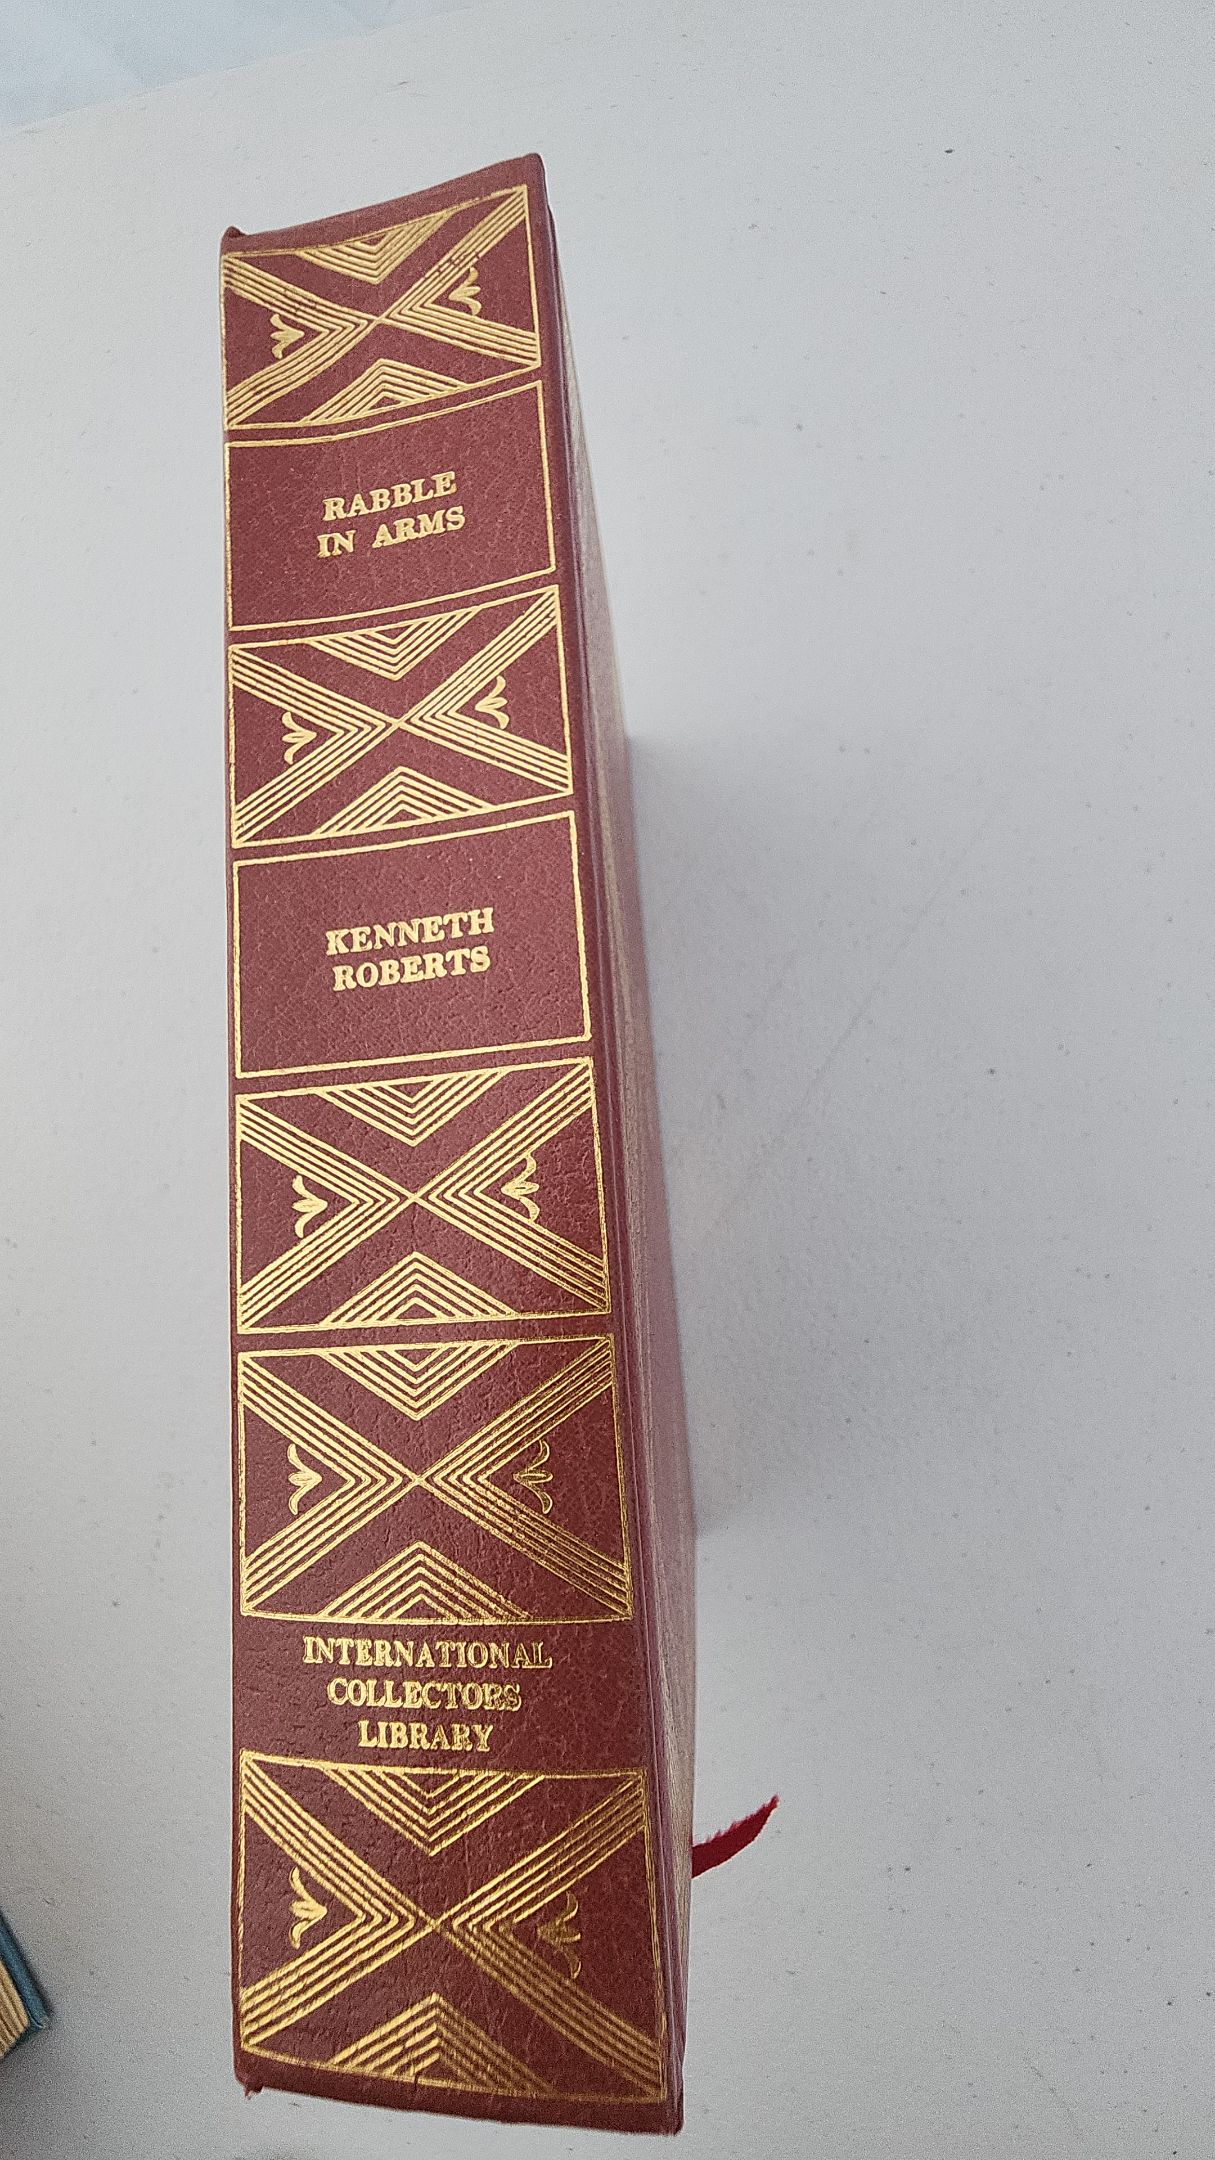 RABBLE
IN ARMS
KENNETH
ROBERTS
INTERNATIONAL
COLLECTORS
LIBRARY